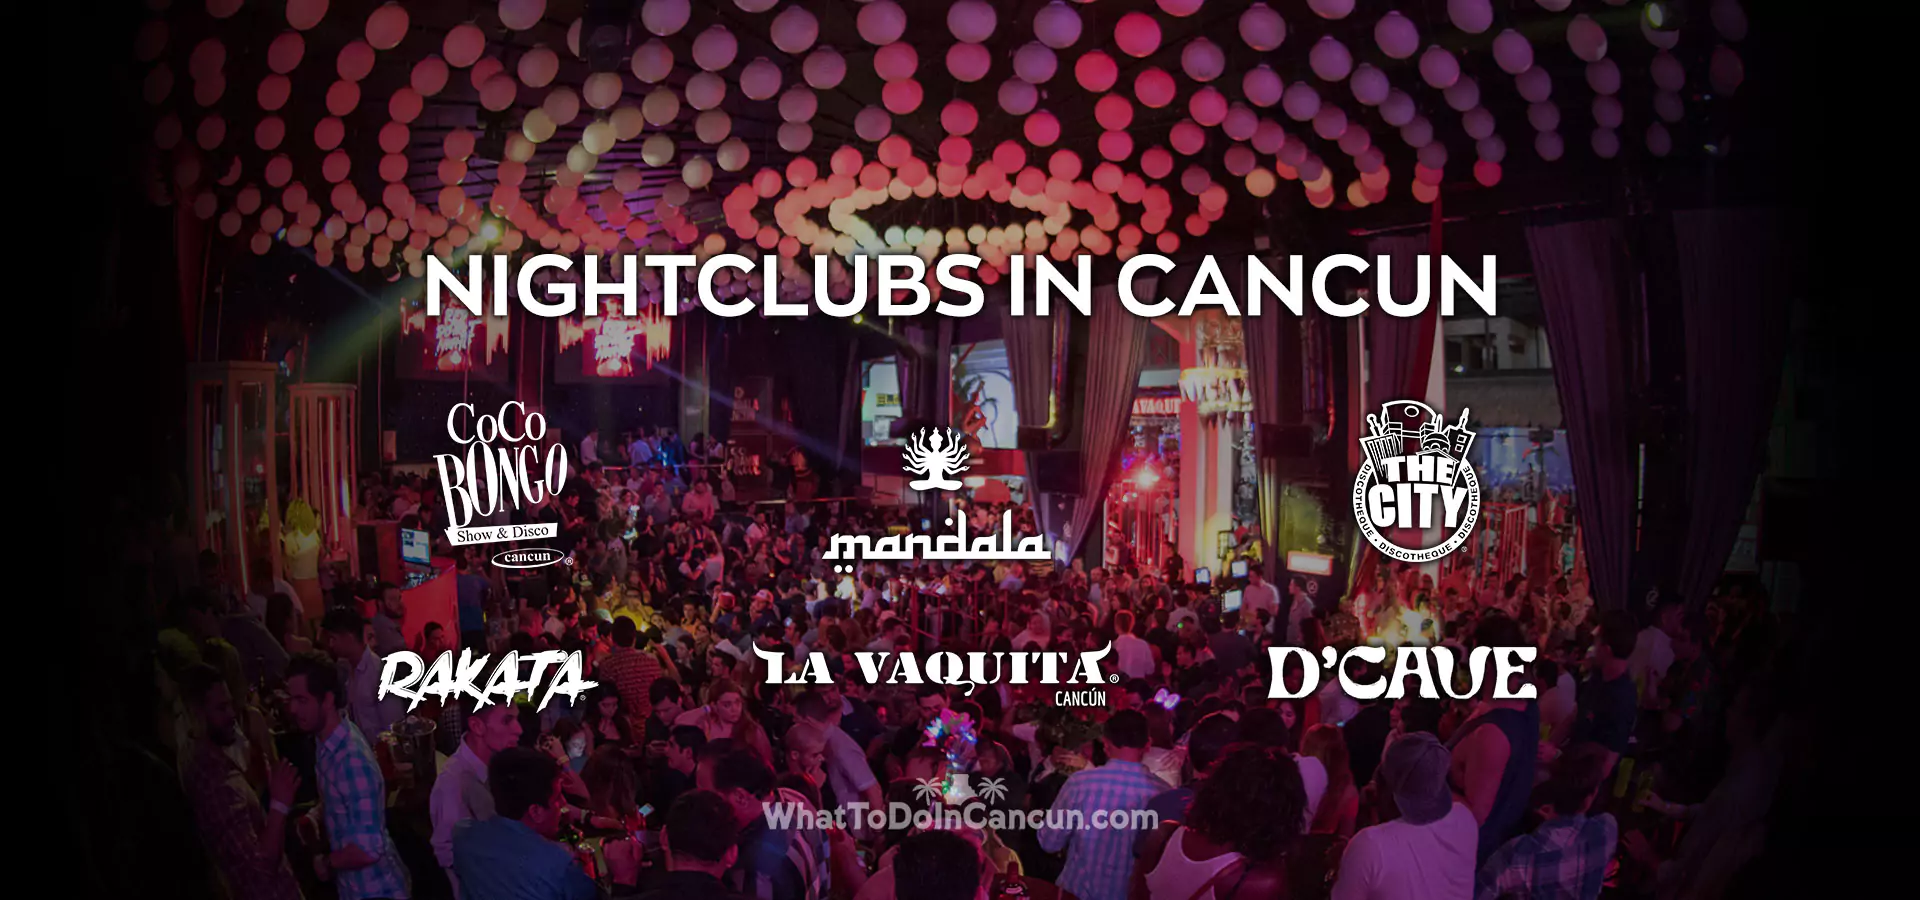 NIGHTCLUBS IN CANCUN
CoCo
BONGO
Show & Disco
cancun®
mandala
THE
CITY
DISCOTHEQUE • DISCOTHEQUE • DISCOTHEQUE
®
RAKATA®
LA VAQUITA®
CANCÚN
D'CAVE
WhatToDoInCancun.com